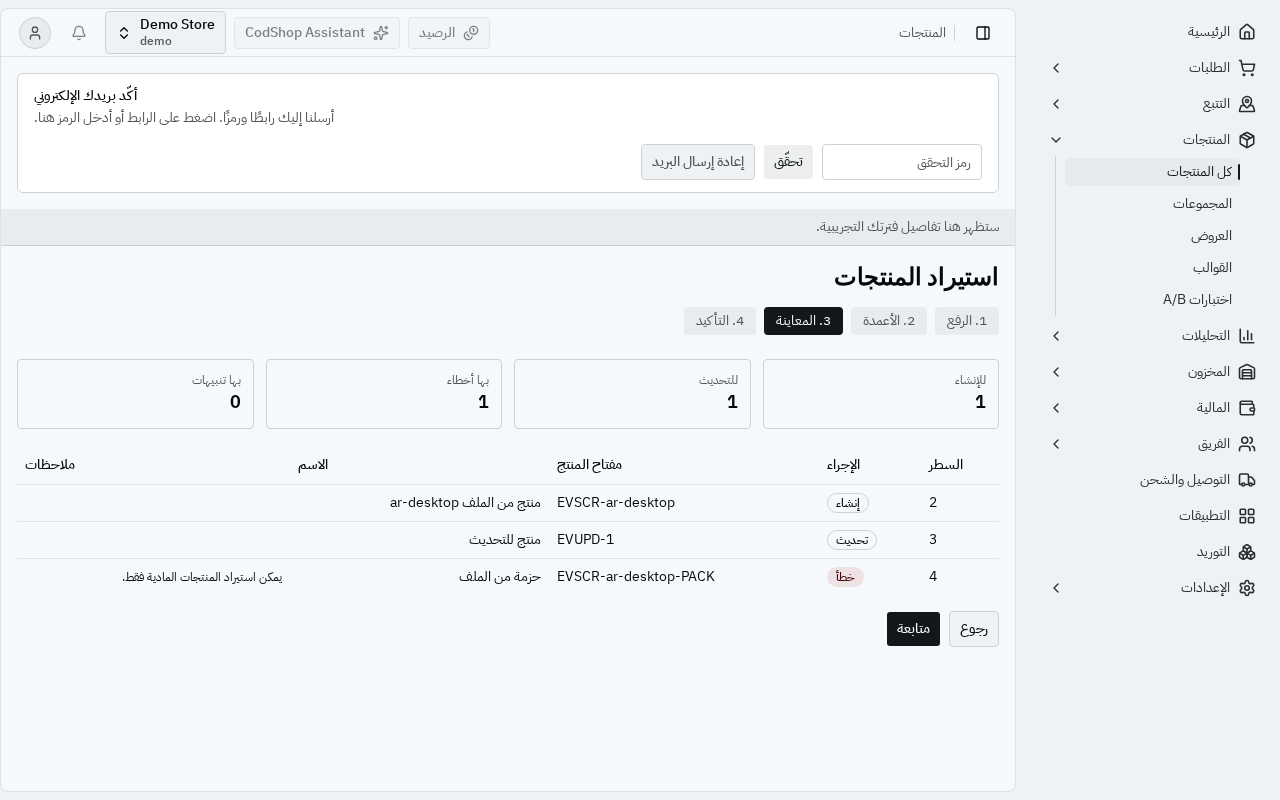 الرئيسية
الطلبات
التتبع
المنتجات
كل المنتجات
المجموعات
العروض
القوالب
اختبارات A/B
التحليلات
المخزون
المالية
الفريق
التوصيل والشحن
التطبيقات
التوريد
الإعدادات
المنتجات
الرصيد
CodShop Assistant
Demo Store
demo
أكّد بريدك الإلكتروني
أرسلنا إليك رابطًا ورمزًا. اضغط على الرابط أو أدخل الرمز هنا.
رمز التحقق
تحقّق
إعادة إرسال البريد
ستظهر هنا تفاصيل فترتك التجريبية.
استيراد المنتجات
1. الرفع
2. الأعمدة
3. المعاينة
4. التأكيد
للإنشاء
1
للتحديث
1
بها أخطاء
1
بها تنبيهات
0
السطر الإجراء مفتاح المنتج الاسم ملاحظات
2 إنشاء EVSCR-ar-desktop منتج من الملف ar-desktop
3 تحديث EVUPD-1 منتج للتحديث
4 خطأ EVSCR-ar-desktop-PACK حزمة من الملف يمكن استيراد المنتجات المادية فقط.
رجوع
متابعة